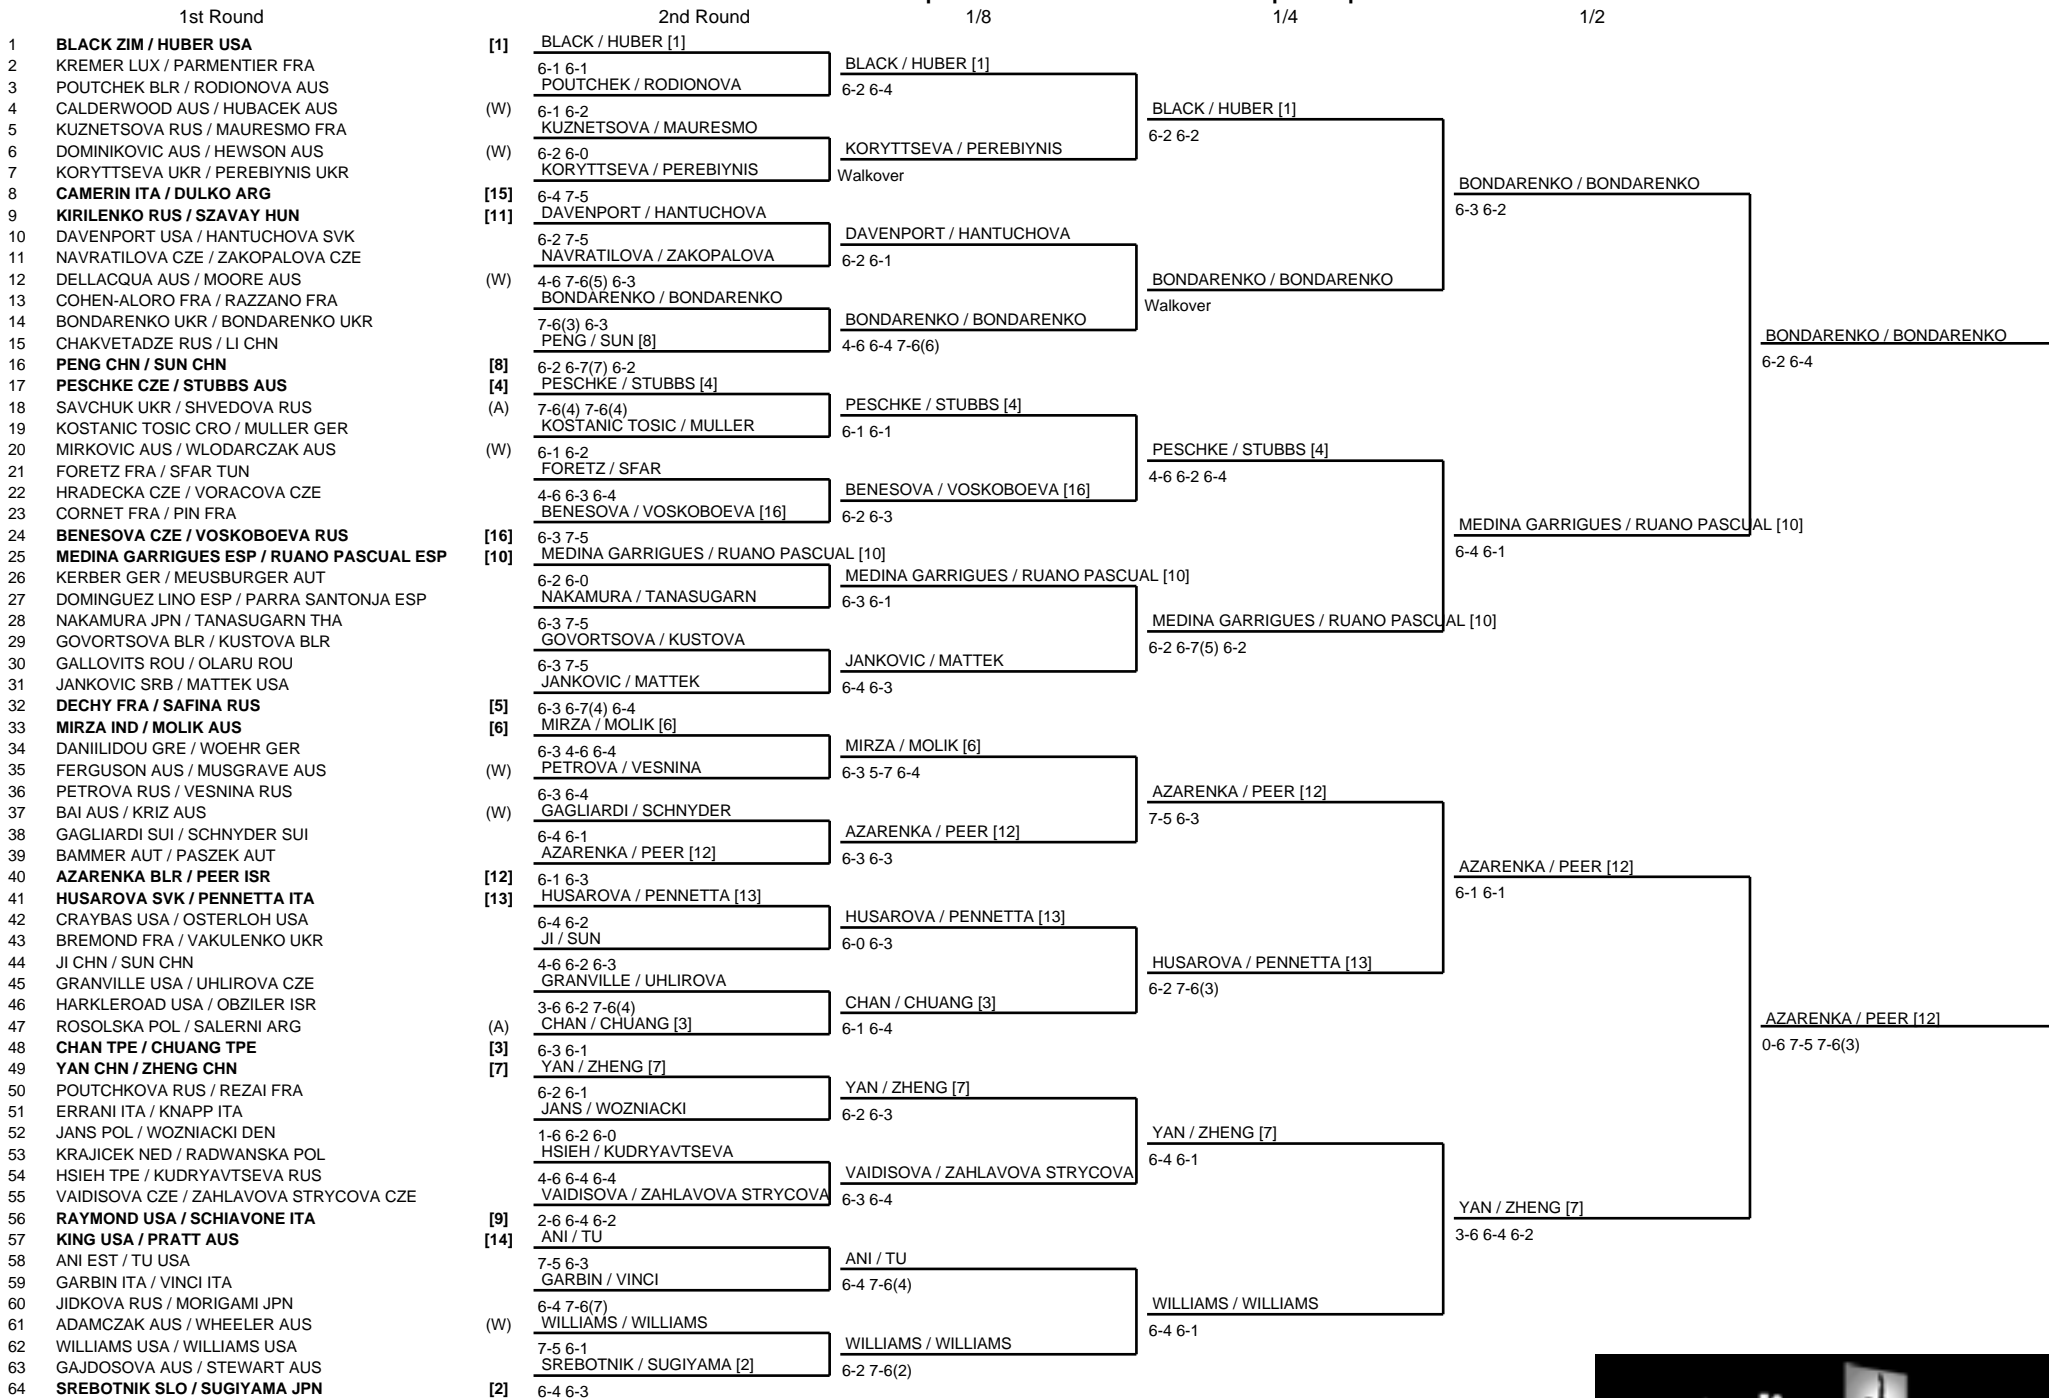 1st Round 2nd Round 1/8 1/4 1/2
1 BLACK ZIM / HUBER USA [1]
2 KREMER LUX / PARMENTIER FRA
3 POUTCHEK BLR / RODIONOVA AUS
4 CALDERWOOD AUS / HUBACEK AUS (W)
5 KUZNETSOVA RUS / MAURESMO FRA
6 DOMINIKOVIC AUS / HEWSON AUS (W)
7 KORYTTSEVA UKR / PEREBIYNIS UKR
8 CAMERIN ITA / DULKO ARG [15]
9 KIRILENKO RUS / SZAVAY HUN [11]
10 DAVENPORT USA / HANTUCHOVA SVK
11 NAVRATILOVA CZE / ZAKOPALOVA CZE
12 DELLACQUA AUS / MOORE AUS (W)
13 COHEN-ALORO FRA / RAZZANO FRA
14 BONDARENKO UKR / BONDARENKO UKR
15 CHAKVETADZE RUS / LI CHN
16 PENG CHN / SUN CHN [8]
17 PESCHKE CZE / STUBBS AUS [4]
18 SAVCHUK UKR / SHVEDOVA RUS (A)
19 KOSTANIC TOSIC CRO / MULLER GER
20 MIRKOVIC AUS / WLODARCZAK AUS (W)
21 FORETZ FRA / SFAR TUN
22 HRADECKA CZE / VORACOVA CZE
23 CORNET FRA / PIN FRA
24 BENESOVA CZE / VOSKOBOEVA RUS [16]
25 MEDINA GARRIGUES ESP / RUANO PASCUAL ESP [10]
26 KERBER GER / MEUSBURGER AUT
27 DOMINGUEZ LINO ESP / PARRA SANTONJA ESP
28 NAKAMURA JPN / TANASUGARN THA
29 GOVORTSOVA BLR / KUSTOVA BLR
30 GALLOVITS ROU / OLARU ROU
31 JANKOVIC SRB / MATTEK USA
32 DECHY FRA / SAFINA RUS [5]
33 MIRZA IND / MOLIK AUS [6]
34 DANIILIDOU GRE / WOEHR GER
35 FERGUSON AUS / MUSGRAVE AUS (W)
36 PETROVA RUS / VESNINA RUS
37 BAI AUS / KRIZ AUS (W)
38 GAGLIARDI SUI / SCHNYDER SUI
39 BAMMER AUT / PASZEK AUT
40 AZARENKA BLR / PEER ISR [12]
41 HUSAROVA SVK / PENNETTA ITA [13]
42 CRAYBAS USA / OSTERLOH USA
43 BREMOND FRA / VAKULENKO UKR
44 JI CHN / SUN CHN
45 GRANVILLE USA / UHLIROVA CZE
46 HARKLEROAD USA / OBZILER ISR
47 ROSOLSKA POL / SALERNI ARG (A)
48 CHAN TPE / CHUANG TPE [3]
49 YAN CHN / ZHENG CHN [7]
50 POUTCHKOVA RUS / REZAI FRA
51 ERRANI ITA / KNAPP ITA
52 JANS POL / WOZNIACKI DEN
53 KRAJICEK NED / RADWANSKA POL
54 HSIEH TPE / KUDRYAVTSEVA RUS
55 VAIDISOVA CZE / ZAHLAVOVA STRYCOVA CZE
56 RAYMOND USA / SCHIAVONE ITA [9]
57 KING USA / PRATT AUS [14]
58 ANI EST / TU USA
59 GARBIN ITA / VINCI ITA
60 JIDKOVA RUS / MORIGAMI JPN
61 ADAMCZAK AUS / WHEELER AUS (W)
62 WILLIAMS USA / WILLIAMS USA
63 GAJDOSOVA AUS / STEWART AUS
64 SREBOTNIK SLO / SUGIYAMA JPN [2]
BLACK / HUBER [1]
6-1 6-1
POUTCHEK / RODIONOVA
6-1 6-2
KUZNETSOVA / MAURESMO
6-2 6-0
KORYTTSEVA / PEREBIYNIS
6-4 7-5
DAVENPORT / HANTUCHOVA
6-2 7-5
NAVRATILOVA / ZAKOPALOVA
4-6 7-6(5) 6-3
BONDARENKO / BONDARENKO
7-6(3) 6-3
PENG / SUN [8]
6-2 6-7(7) 6-2
PESCHKE / STUBBS [4]
7-6(4) 7-6(4)
KOSTANIC TOSIC / MULLER
6-1 6-2
FORETZ / SFAR
4-6 6-3 6-4
BENESOVA / VOSKOBOEVA [16]
6-3 7-5
MEDINA GARRIGUES / RUANO PASCUAL [10]
6-2 6-0
NAKAMURA / TANASUGARN
6-3 7-5
GOVORTSOVA / KUSTOVA
6-3 7-5
JANKOVIC / MATTEK
6-3 6-7(4) 6-4
MIRZA / MOLIK [6]
6-3 4-6 6-4
PETROVA / VESNINA
6-3 6-4
GAGLIARDI / SCHNYDER
6-4 6-1
AZARENKA / PEER [12]
6-1 6-3
HUSAROVA / PENNETTA [13]
6-4 6-2
JI / SUN
4-6 6-2 6-3
GRANVILLE / UHLIROVA
3-6 6-2 7-6(4)
CHAN / CHUANG [3]
6-3 6-1
YAN / ZHENG [7]
6-2 6-1
JANS / WOZNIACKI
1-6 6-2 6-0
HSIEH / KUDRYAVTSEVA
4-6 6-4 6-4
VAIDISOVA / ZAHLAVOVA STRYCOVA
2-6 6-4 6-2
ANI / TU
7-5 6-3
GARBIN / VINCI
6-4 7-6(7)
WILLIAMS / WILLIAMS
7-5 6-1
SREBOTNIK / SUGIYAMA [2]
6-4 6-3
BLACK / HUBER [1]
6-2 6-4
KORYTTSEVA / PEREBIYNIS
Walkover
DAVENPORT / HANTUCHOVA
6-2 6-1
BONDARENKO / BONDARENKO
4-6 6-4 7-6(6)
PESCHKE / STUBBS [4]
6-1 6-1
BENESOVA / VOSKOBOEVA [16]
6-2 6-3
MEDINA GARRIGUES / RUANO PASCUAL [10]
6-3 6-1
JANKOVIC / MATTEK
6-4 6-3
MIRZA / MOLIK [6]
6-3 5-7 6-4
AZARENKA / PEER [12]
6-3 6-3
HUSAROVA / PENNETTA [13]
6-0 6-3
CHAN / CHUANG [3]
6-1 6-4
YAN / ZHENG [7]
6-2 6-3
VAIDISOVA / ZAHLAVOVA STRYCOVA
6-3 6-4
ANI / TU
6-4 7-6(4)
WILLIAMS / WILLIAMS
6-2 7-6(2)
BLACK / HUBER [1]
6-2 6-2
BONDARENKO / BONDARENKO
Walkover
PESCHKE / STUBBS [4]
4-6 6-2 6-4
MEDINA GARRIGUES / RUANO PASCUAL [10]
6-2 6-7(5) 6-2
AZARENKA / PEER [12]
7-5 6-3
HUSAROVA / PENNETTA [13]
6-2 7-6(3)
YAN / ZHENG [7]
6-4 6-1
WILLIAMS / WILLIAMS
6-4 6-1
BONDARENKO / BONDARENKO
6-3 6-2
MEDINA GARRIGUES / RUANO PASCUAL [10]
6-4 6-1
AZARENKA / PEER [12]
6-1 6-1
YAN / ZHENG [7]
3-6 6-4 6-2
BONDARENKO / BONDARENKO
6-2 6-4
AZARENKA / PEER [12]
0-6 7-5 7-6(3)